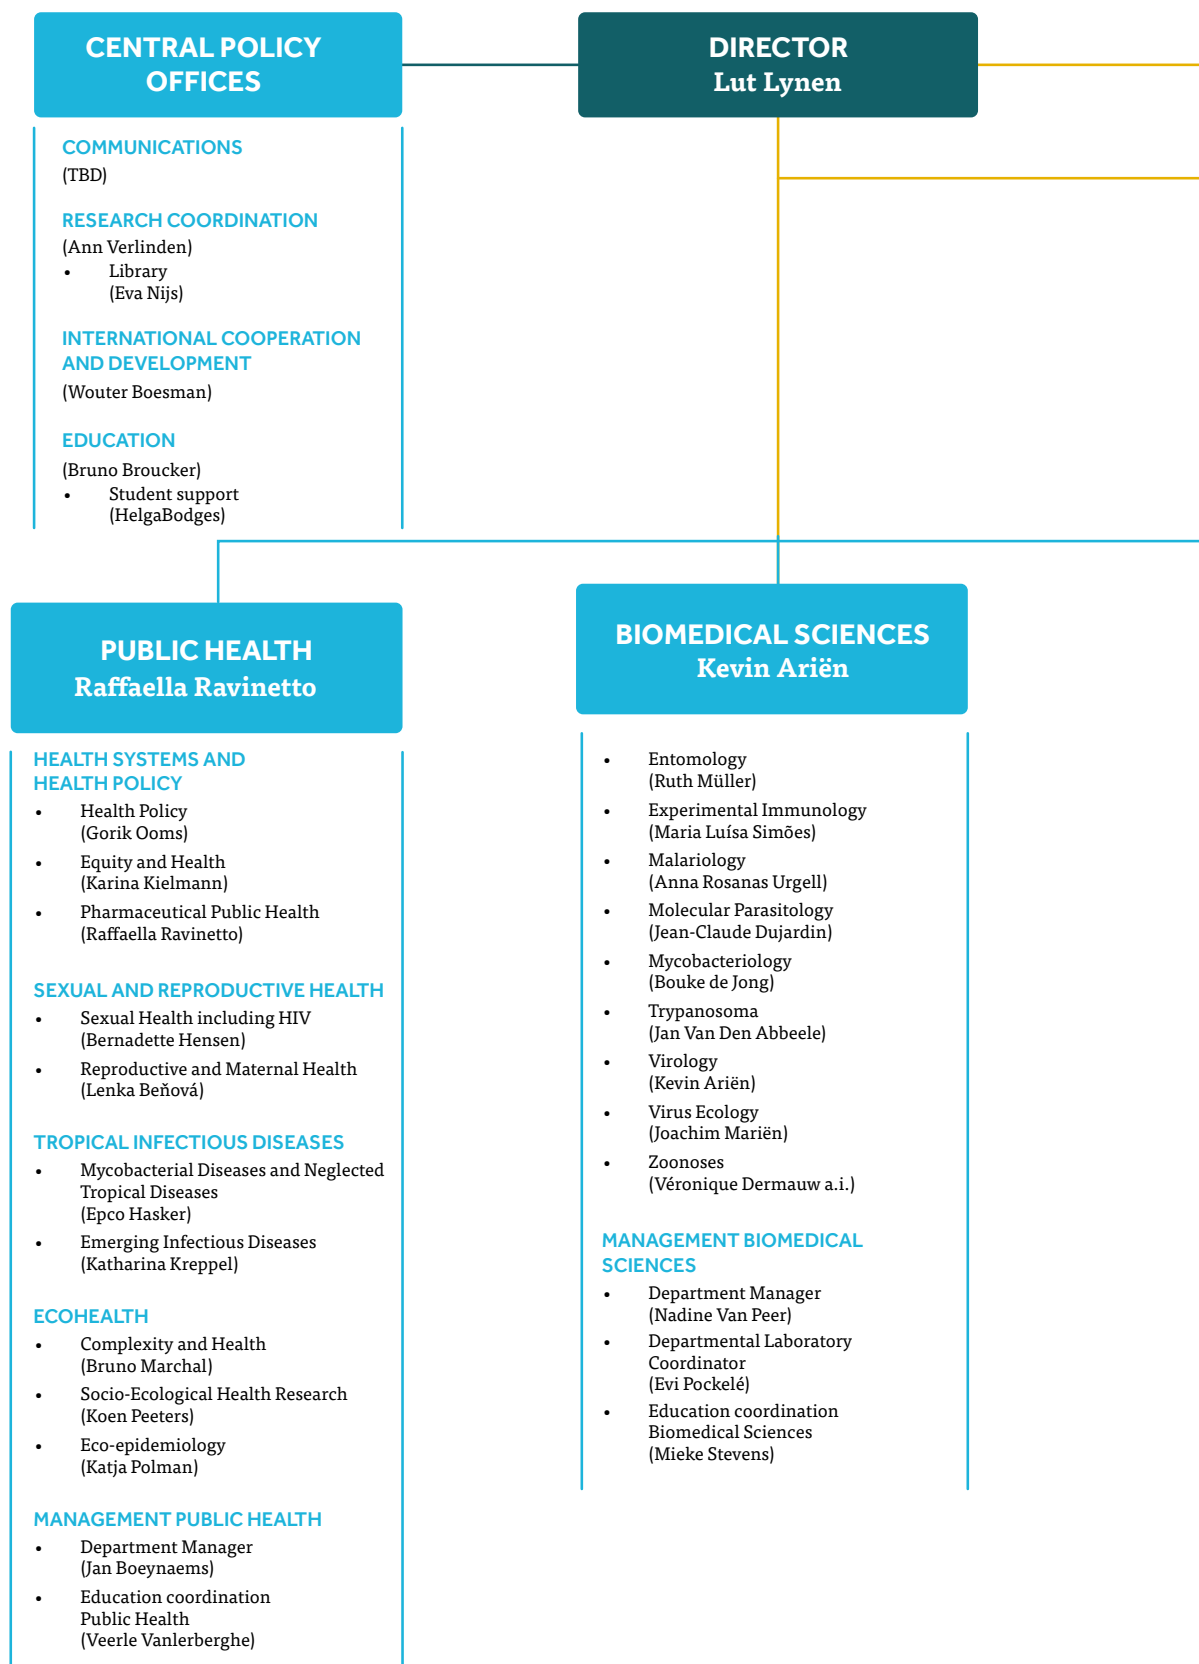 CENTRAL POLICY
OFFICES
DIRECTOR
Lut Lynen
COMMUNICATIONS
(TBD)
RESEARCH COORDINATION
(Ann Verlinden)
• Library
(Eva Nijs)
INTERNATIONAL COOPERATION
AND DEVELOPMENT
(Wouter Boesman)
EDUCATION
(Bruno Broucker)
• Student support
(HelgaBodges)
PUBLIC HEALTH
Raffaella Ravinetto
HEALTH SYSTEMS AND
HEALTH POLICY
• Health Policy
(Gorik Ooms)
• Equity and Health
(Karina Kielmann)
• Pharmaceutical Public Health
(Raffaella Ravinetto)
SEXUAL AND REPRODUCTIVE HEALTH
• Sexual Health including HIV
(Bernadette Hensen)
• Reproductive and Maternal Health
(Lenka Beňová)
TROPICAL INFECTIOUS DISEASES
• Mycobacterial Diseases and Neglected
Tropical Diseases
(Epco Hasker)
• Emerging Infectious Diseases
(Katharina Kreppel)
ECOHEALTH
• Complexity and Health
(Bruno Marchal)
• Socio-Ecological Health Research
(Koen Peeters)
• Eco-epidemiology
(Katja Polman)
MANAGEMENT PUBLIC HEALTH
• Department Manager
(Jan Boeynaems)
• Education coordination
Public Health
(Veerle Vanlerberghe)
BIOMEDICAL SCIENCES
Kevin Ariën
• Entomology
(Ruth Müller)
• Experimental Immunology
(Maria Luísa Simões)
• Malariology
(Anna Rosanas Urgell)
• Molecular Parasitology
(Jean-Claude Dujardin)
• Mycobacteriology
(Bouke de Jong)
• Trypanosoma
(Jan Van Den Abbeele)
• Virology
(Kevin Ariën)
• Virus Ecology
(Joachim Mariën)
• Zoonoses
(Véronique Dermauw a.i.)
MANAGEMENT BIOMEDICAL
SCIENCES
• Department Manager
(Nadine Van Peer)
• Departmental Laboratory
Coordinator
(Evi Pockelé)
• Education coordination
Biomedical Sciences
(Mieke Stevens)